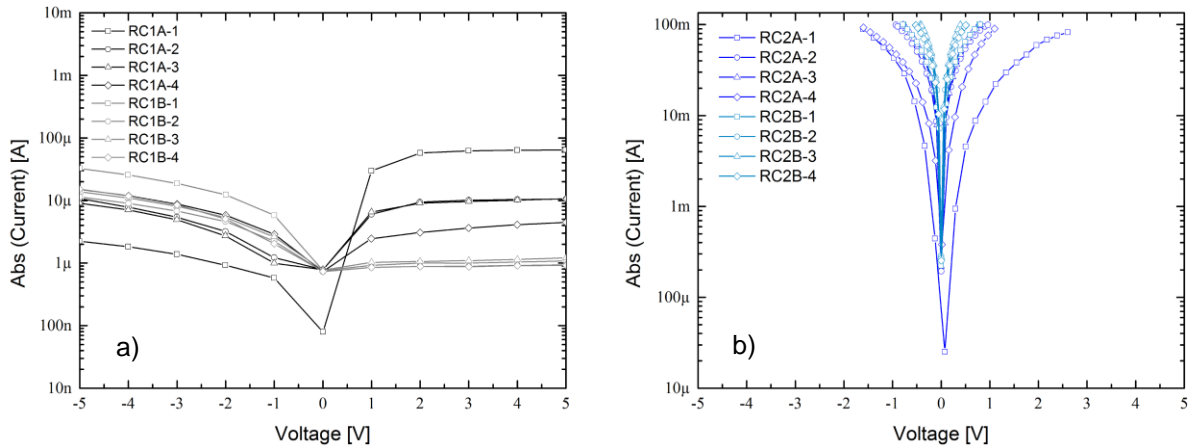 10m
1m
100µ
10µ
1µ
100n
10n
Abs (Current) [A]
RC1A-1
RC1A-2
RC1A-3
RC1A-4
RC1B-1
RC1B-2
RC1B-3
RC1B-4
a)
-5 -4 -3 -2 -1 0 1 2 3 4 5
Voltage [V]
100m
10m
1m
100µ
10µ
Abs (Current) [A]
RC2A-1
RC2A-2
RC2A-3
RC2A-4
RC2B-1
RC2B-2
RC2B-3
RC2B-4
b)
-5 -4 -3 -2 -1 0 1 2 3 4 5
Voltage [V]